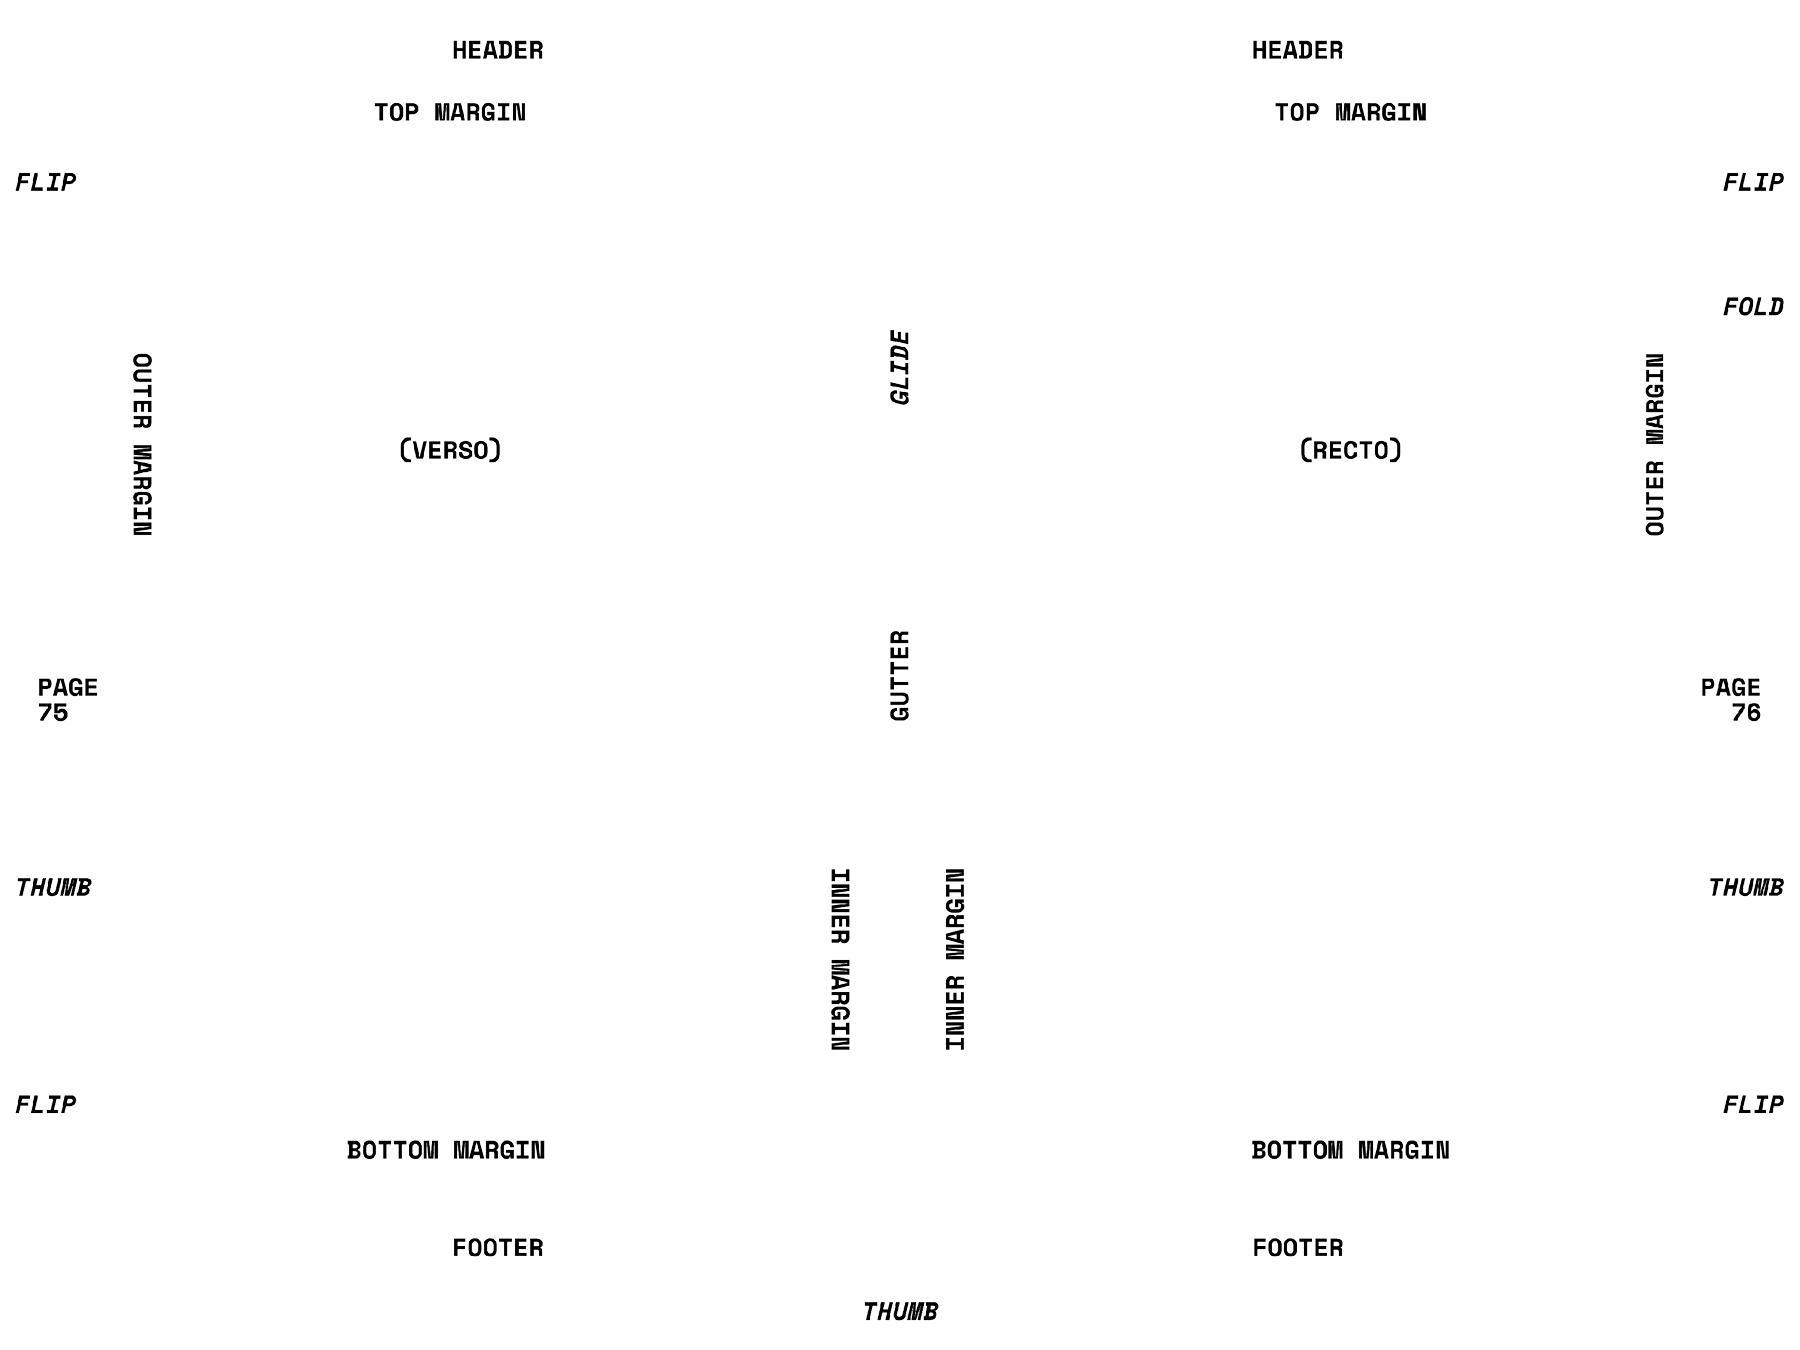 HEADER
HEADER
TOP MARGIN
TOP MARGIN
FLIP
FLIP
FOLD
GLIDE
OUTER MARGIN
OUTER MARGIN
(VERSO)
(RECTO)
GUTTER
PAGE
75
PAGE
76
THUMB
THUMB
INNER MARGIN
INNER MARGIN
FLIP
FLIP
BOTTOM MARGIN
BOTTOM MARGIN
FOOTER
FOOTER
THUMB